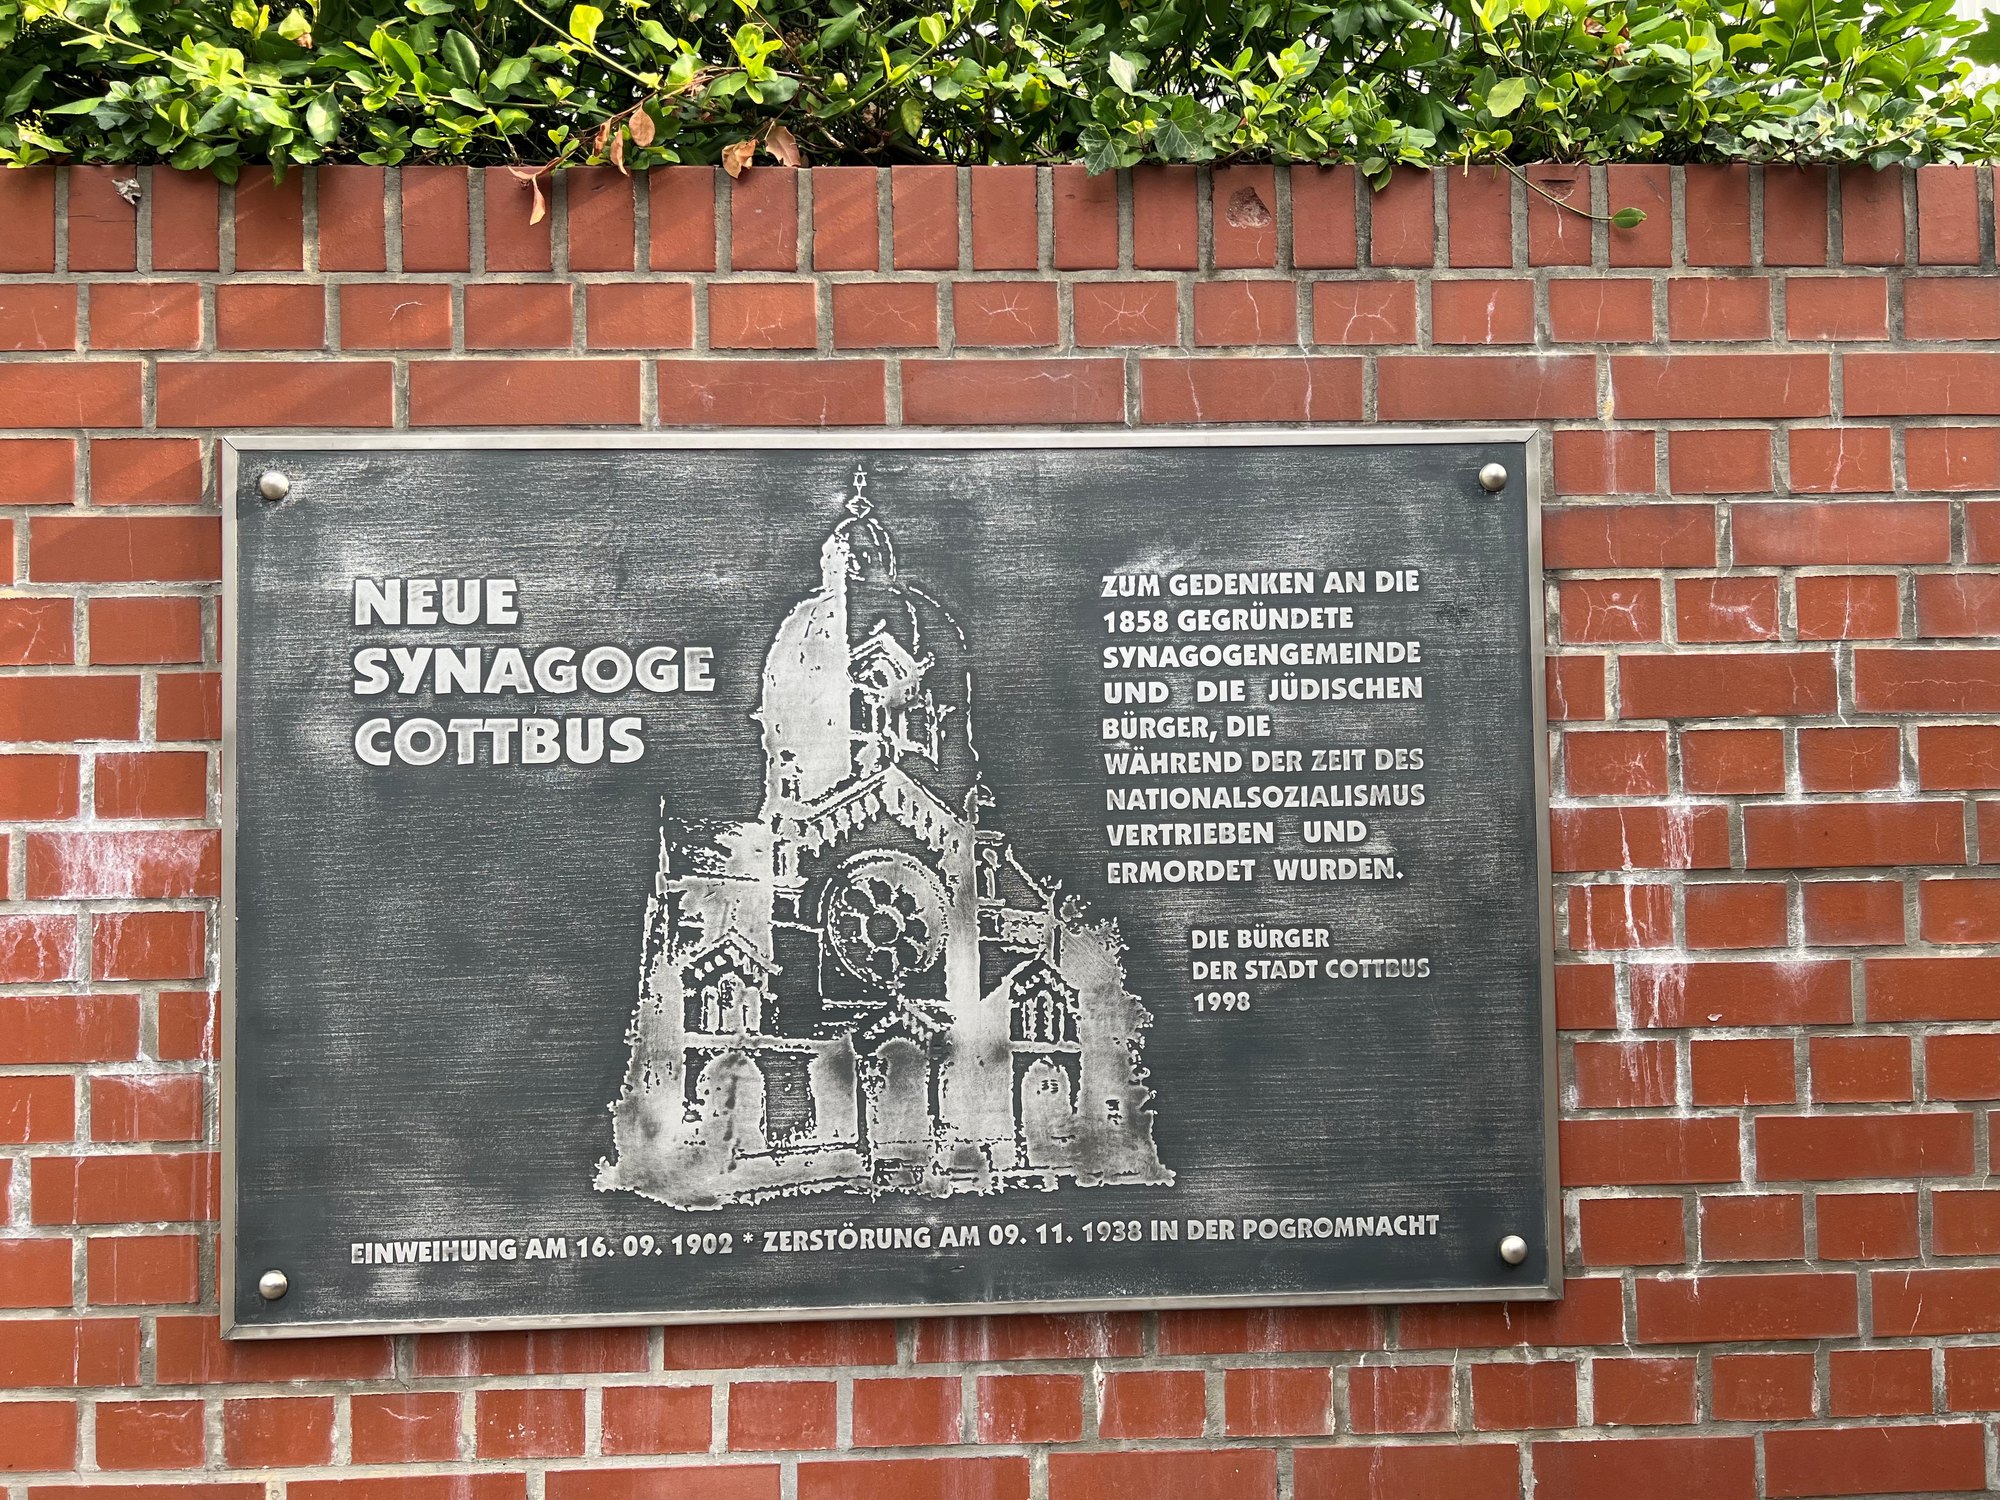 NEUE
SYNAGOGE
COTTBUS
ZUM GEDENKEN AN DIE
1858 GEGRÜNDETE
SYNAGOGENGEMEINDE
UND DIE JÜDISCHEN
BÜRGER, DIE
WÄHREND DER ZEIT DES
NATIONALSOZIALISMUS
VERTRIEBEN UND
ERMORDET WURDEN.
DIE BÜRGER
DER STADT COTTBUS
1998
EINWEIHUNG AM 16. 09. 1902 * ZERSTÖRUNG AM 09. 11. 1938 IN DER POGROMNACHT